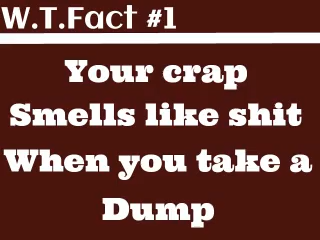 W.T.Fact #1
Your crap
Smells like shit
When you take a
Dump